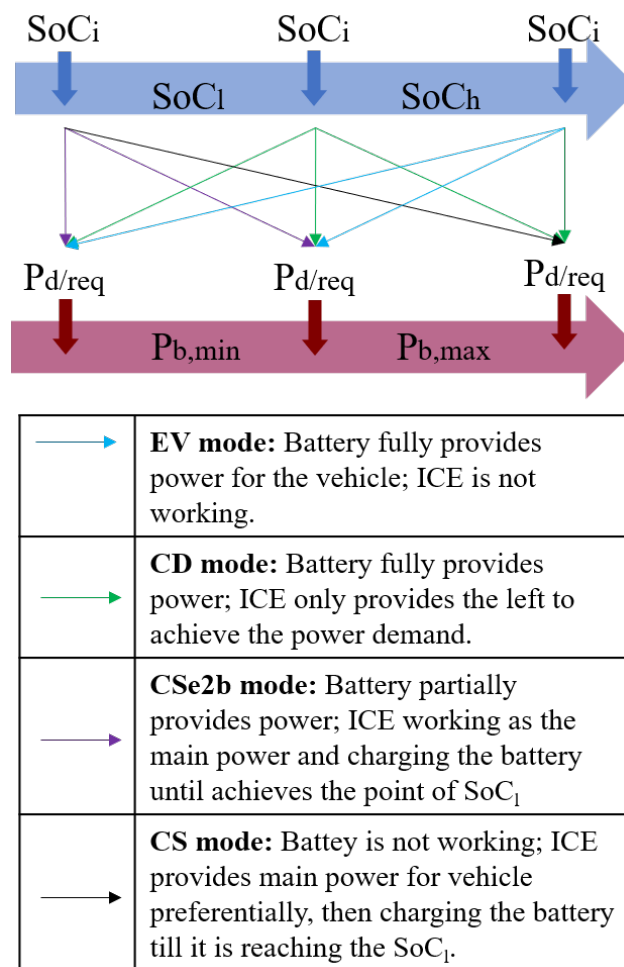 SoCi SoCi SoCi
SoCl SoCh
Pd/req Pd/req Pd/req
Pb,min Pb,max
EV mode: Battery fully provides
power for the vehicle; ICE is not
working.
CD mode: Battery fully provides
power; ICE only provides the left to
achieve the power demand.
CSe2b mode: Battery partially
provides power; ICE working as the
main power and charging the battery
until achieves the point of SoCl
CS mode: Battey is not working; ICE
provides main power for vehicle
preferentially, then charging the battery
till it is reaching the SoCl.